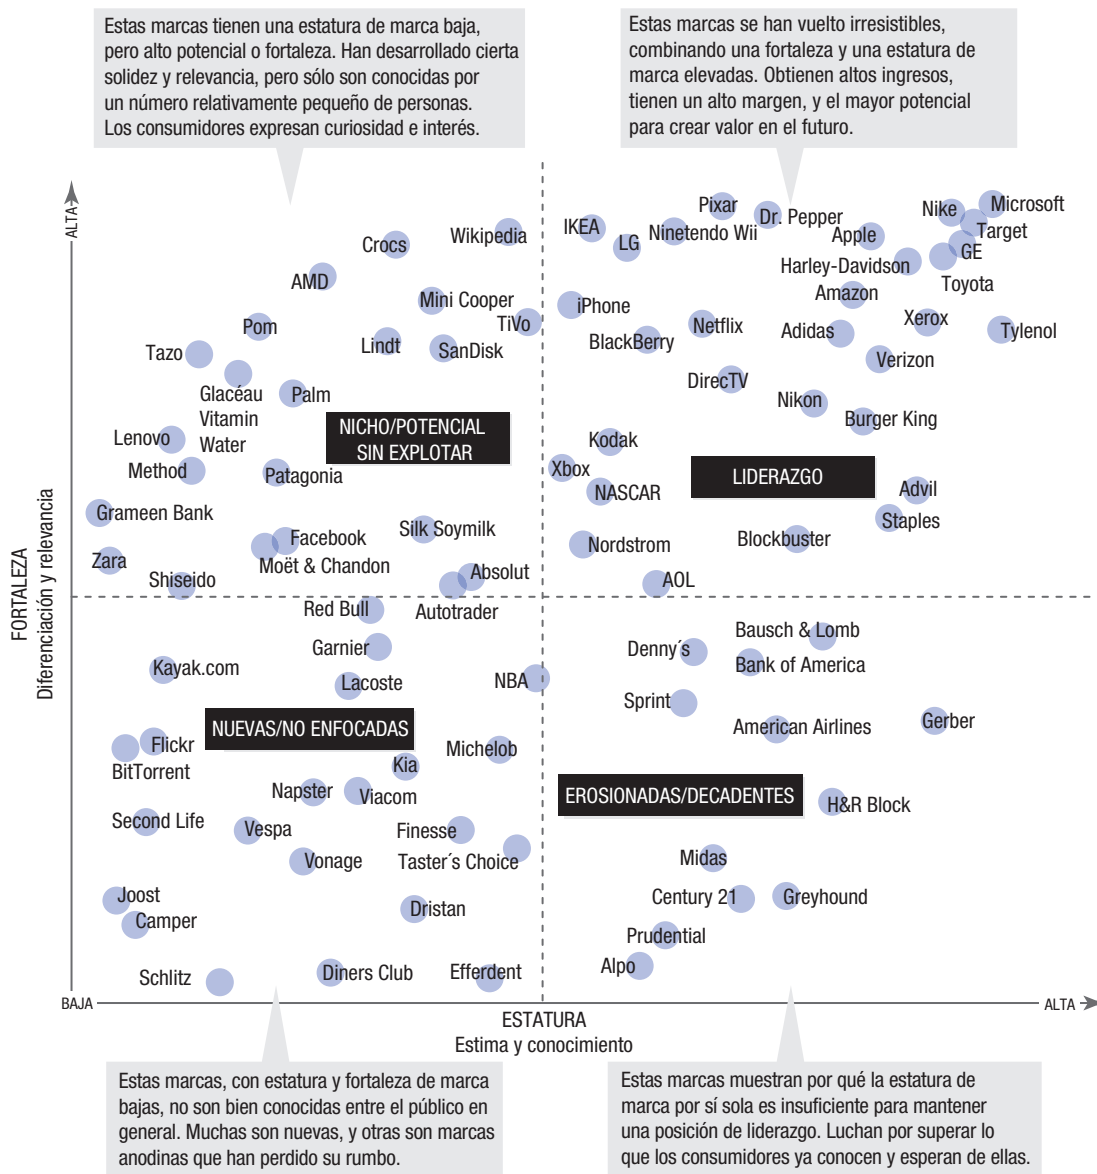 Estas marcas tienen una estatura de marca baja,
pero alto potencial o fortaleza. Han desarrollado cierta
solidez y relevancia, pero sólo son conocidas por
un número relativamente pequeño de personas.
Los consumidores expresan curiosidad e interés.
Estas marcas se han vuelto irresistibles,
combinando una fortaleza y una estatura de
marca elevadas. Obtienen altos ingresos,
tienen un alto margen, y el mayor potencial
para crear valor en el futuro.
ALTA
FORTALEZA
Diferenciación y relevancia
Crocs
Wikipedia
AMD
Mini Cooper
TiVo
Pom
Lindt
SanDisk
Tazo
Glacéau
Vitamin
Water
Palm
NICHO/POTENCIAL
SIN EXPLOTAR
Lenovo
Method
Patagonia
Grameen Bank
Facebook
Silk Soymilk
Moët & Chandon
Zara
Shiseido
Absolut
Autotrader
IKEA
LG
Ninetendo Wii
Pixar
Dr. Pepper
Apple
Nike
Microsoft
Target
GE
Harley-Davidson
Toyota
Amazon
iPhone
BlackBerry
Netflix
Adidas
Xerox
Tylenol
Verizon
DirecTV
Nikon
Burger King
Kodak
Xbox
NASCAR
LIDERAZGO
Advil
Staples
Nordstrom
Blockbuster
AOL
Red Bull
Garnier
Kayak.com
Lacoste
NBA
NUEVAS/NO ENFOCADAS
Flickr
BitTorrent
Michelob
Kia
Napster
Viacom
Second Life
Vespa
Finesse
Vonage
Taster´s Choice
Joost
Camper
Dristan
Schlitz
Diners Club
Efferdent
Bausch & Lomb
Denny´s
Bank of America
Sprint
American Airlines
Gerber
EROSIONADAS/DECADENTES
H&R Block
Midas
Century 21
Greyhound
Prudential
Alpo
BAJA
ALTA
ESTATURA
Estima y conocimiento
Estas marcas, con estatura y fortaleza de marca
bajas, no son bien conocidas entre el público en
general. Muchas son nuevas, y otras son marcas
anodinas que han perdido su rumbo.
Estas marcas muestran por qué la estatura de
marca por sí sola es insuficiente para mantener
una posición de liderazgo. Luchan por superar lo
que los consumidores ya conocen y esperan de ellas.